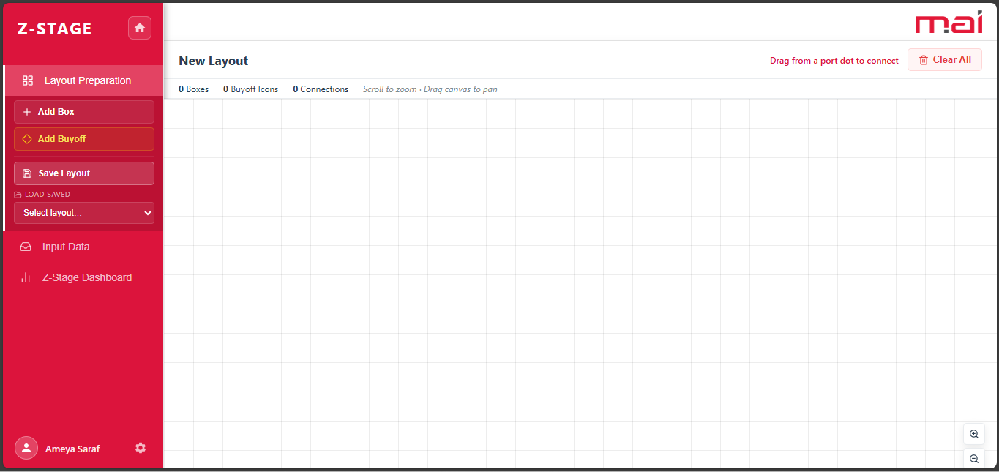 Z-STAGE
mai
Layout Preparation
Add Box
Add Buyoff
Save Layout
LOAD SAVED
Select layout...
Input Data
Z-Stage Dashboard
Ameya Saraf
New Layout
Drag from a port dot to connect
Clear All
0 Boxes 0 Buyoff Icons 0 Connections Scroll to zoom · Drag canvas to pan